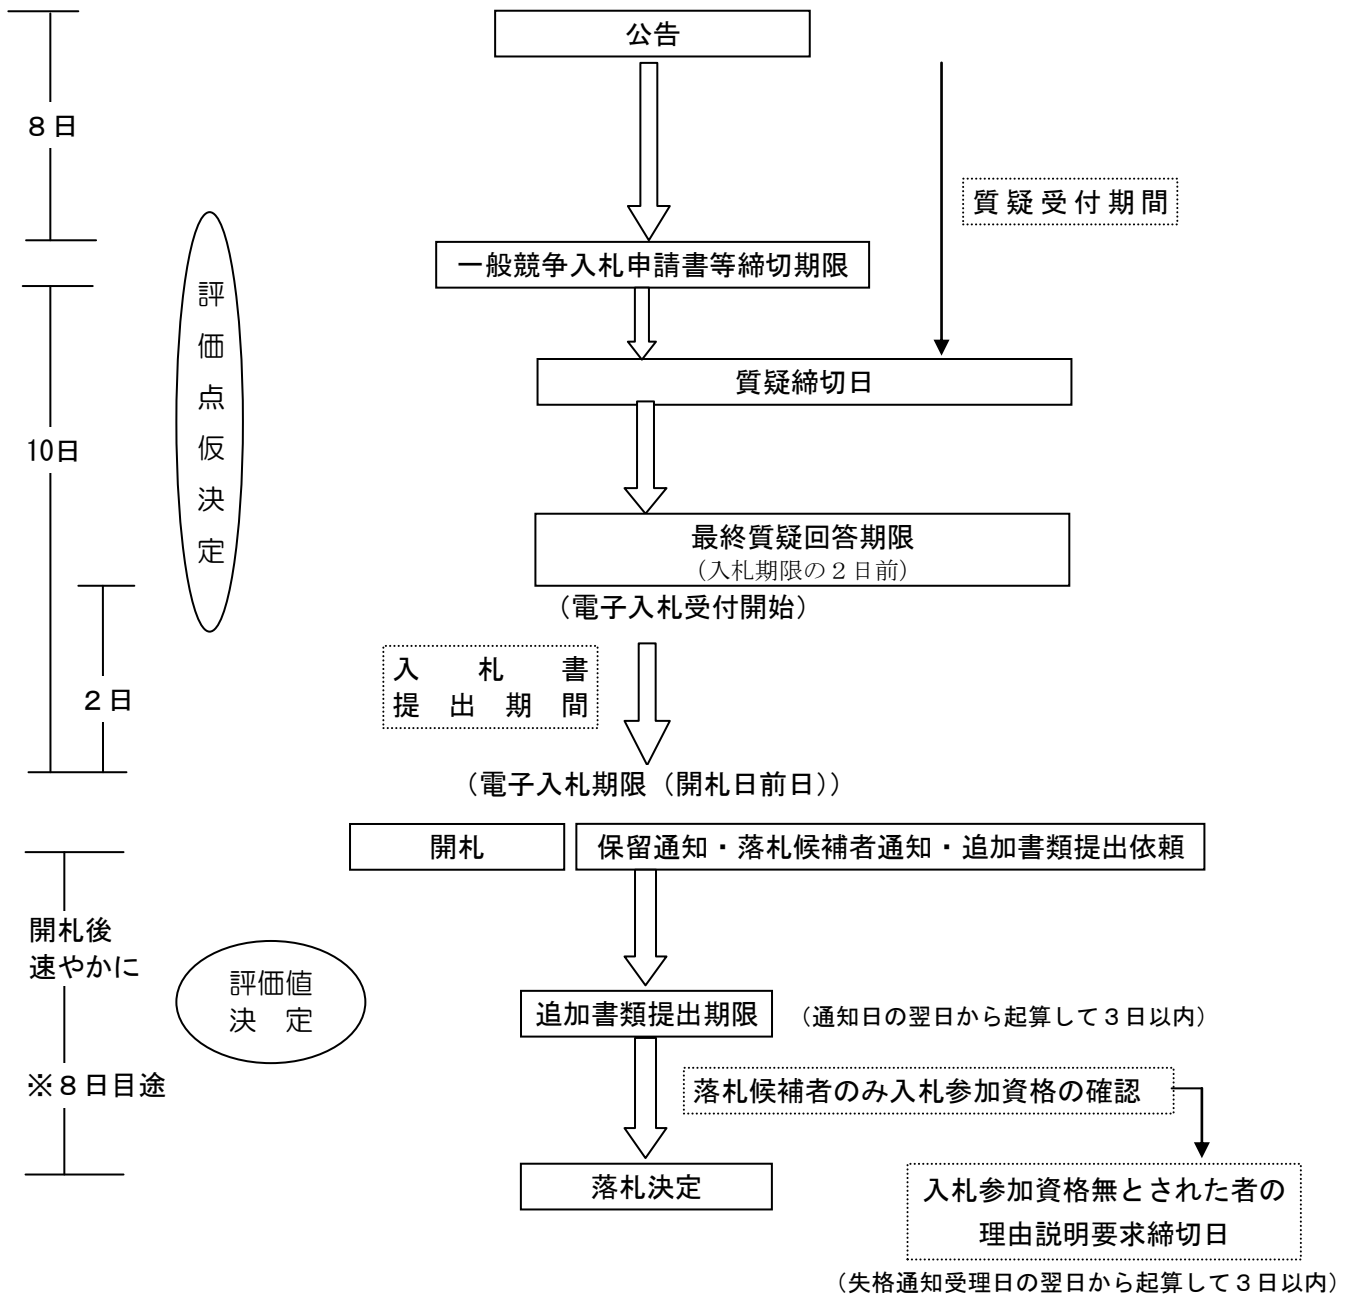 公告
８日
質疑受付期間
一般競争入札申請書等締切期限
評価点仮決定
質疑締切日
10日
最終質疑回答期限
（入札期限の２日前）
（電子入札受付開始）
入札書
提出期間
２日
（電子入札期限（開札日前日））
開札
保留通知・落札候補者通知・追加書類提出依頼
開札後
速やかに
評価値
決　定
追加書類提出期限
（通知日の翌日から起算して３日以内）
※８日目途
落札候補者のみ入札参加資格の確認
落札決定
入札参加資格無とされた者の
理由説明要求締切日
（失格通知受理日の翌日から起算して３日以内）